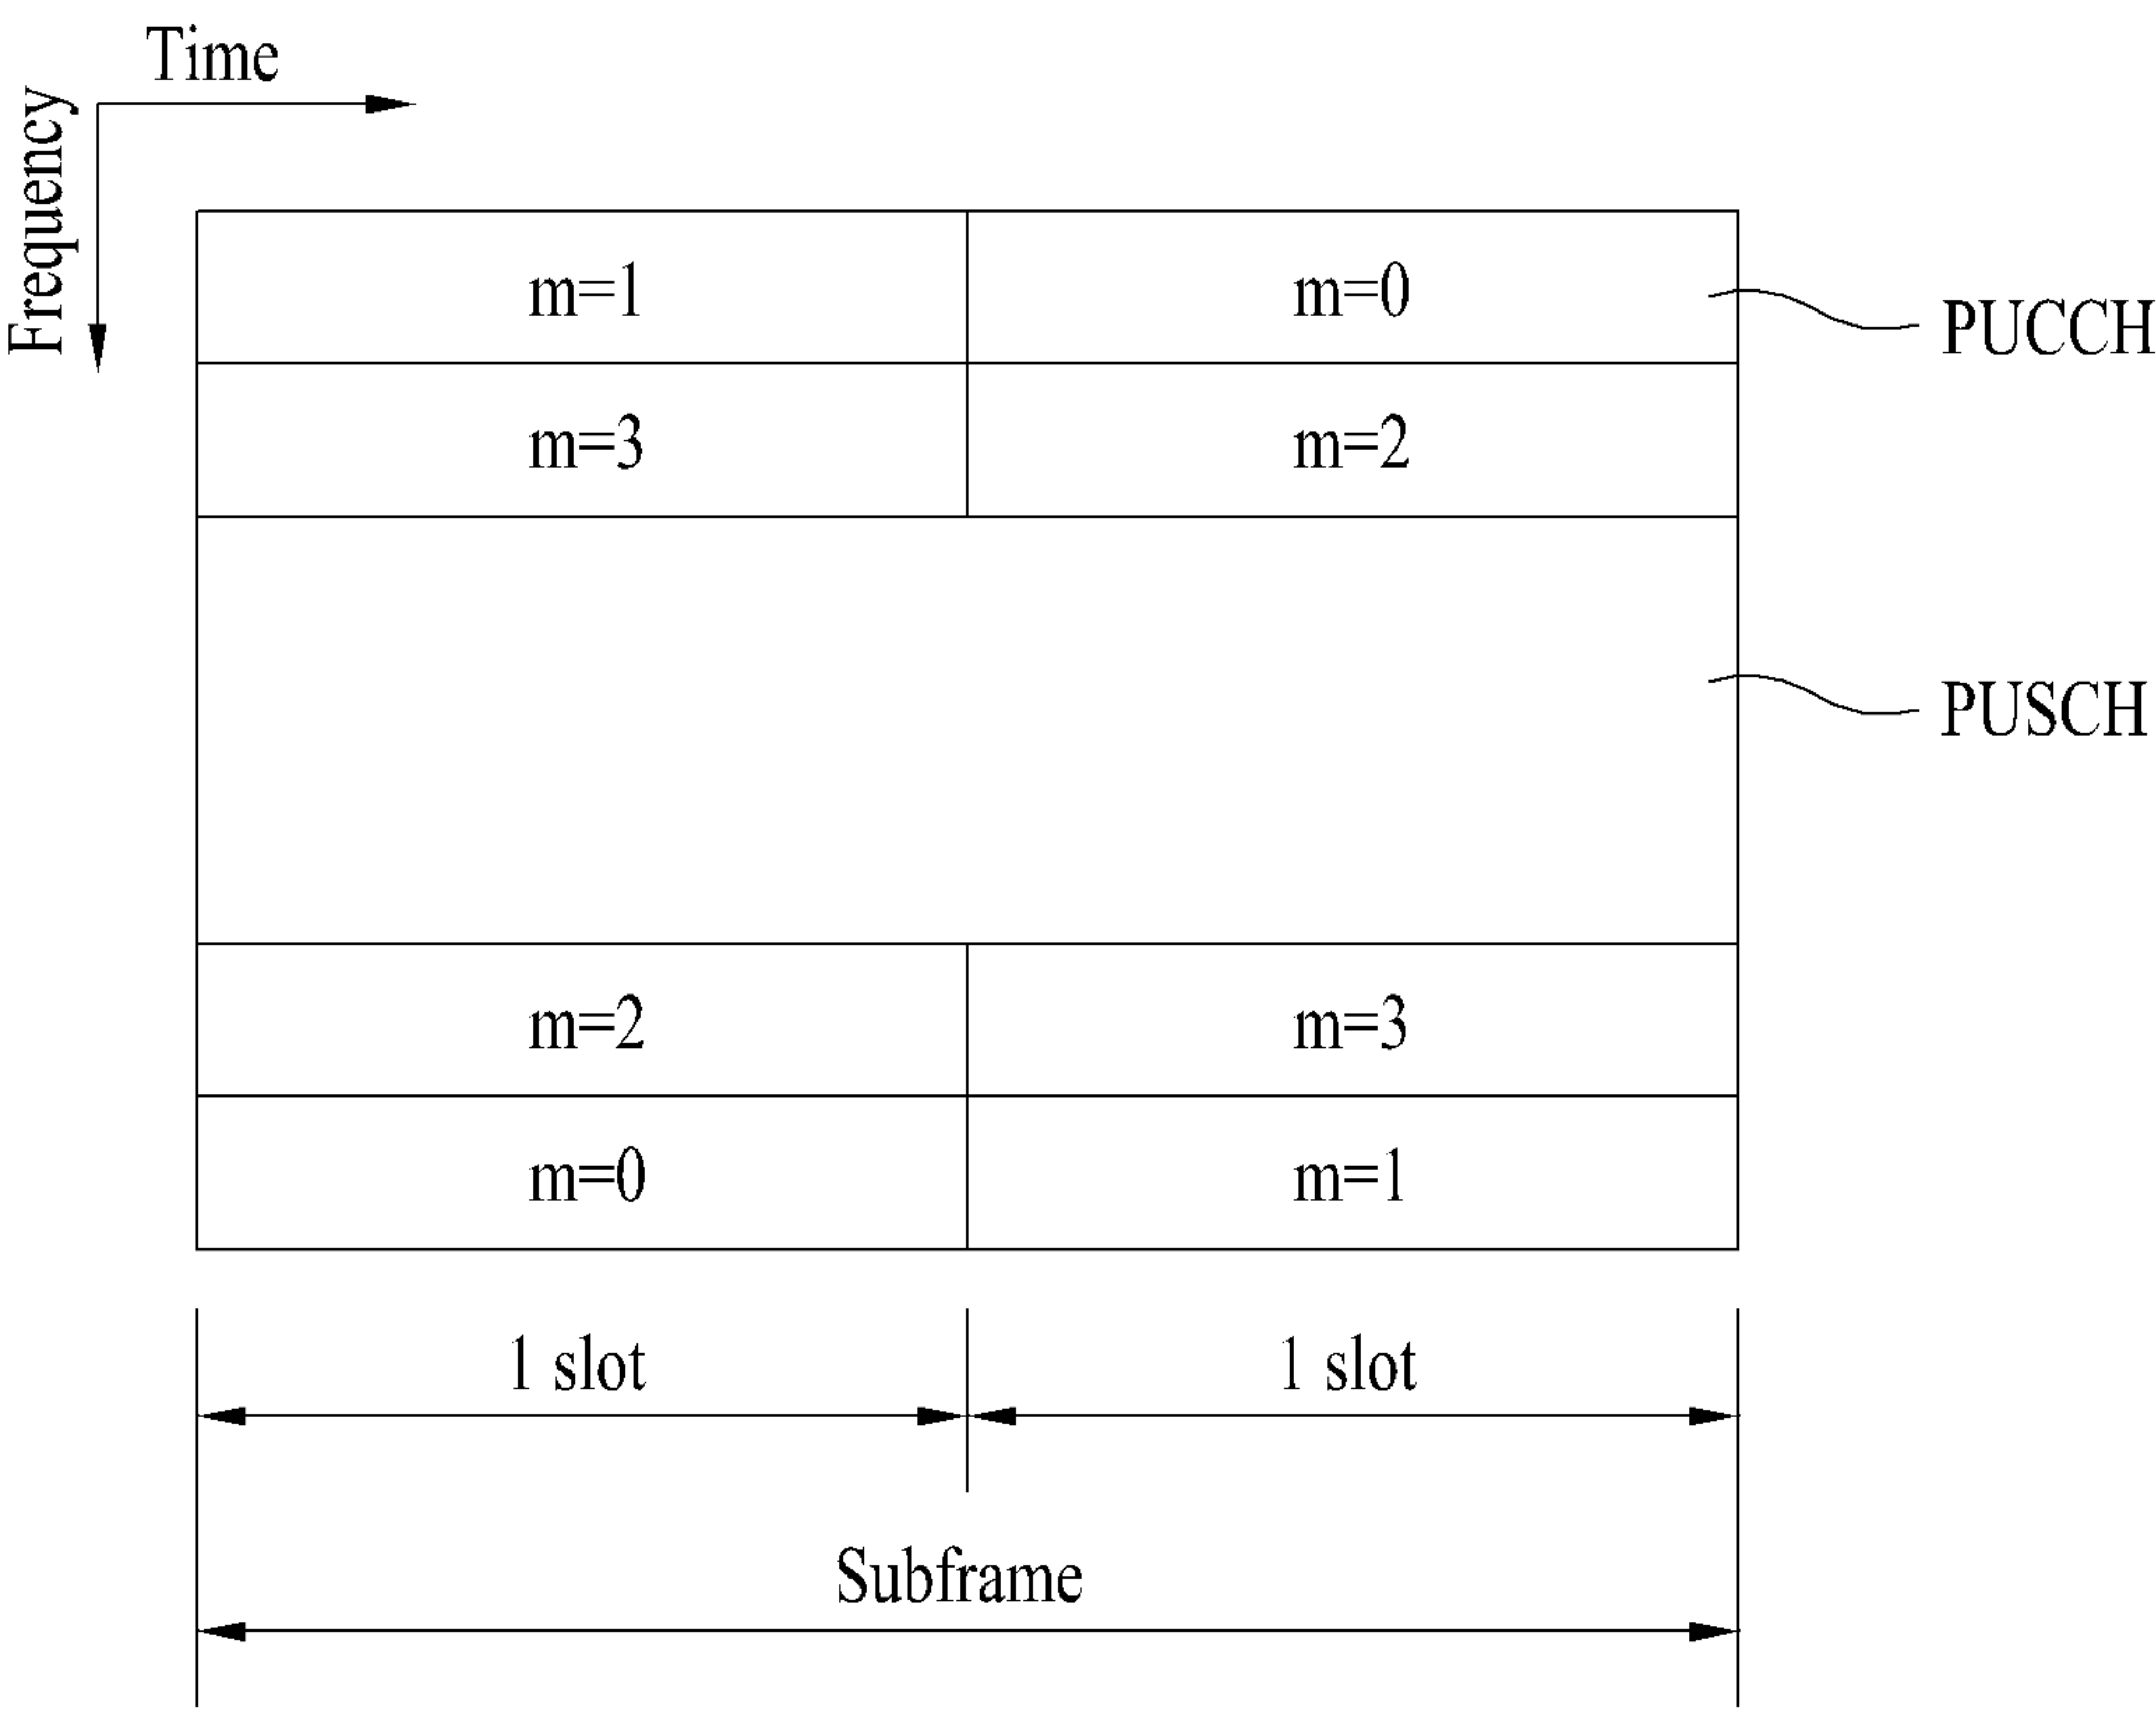 Time
Frequency
m=1 m=0
PUCCH
m=3 m=2
PUSCH
m=2 m=3
m=0 m=1
1 slot 1 slot
Subframe